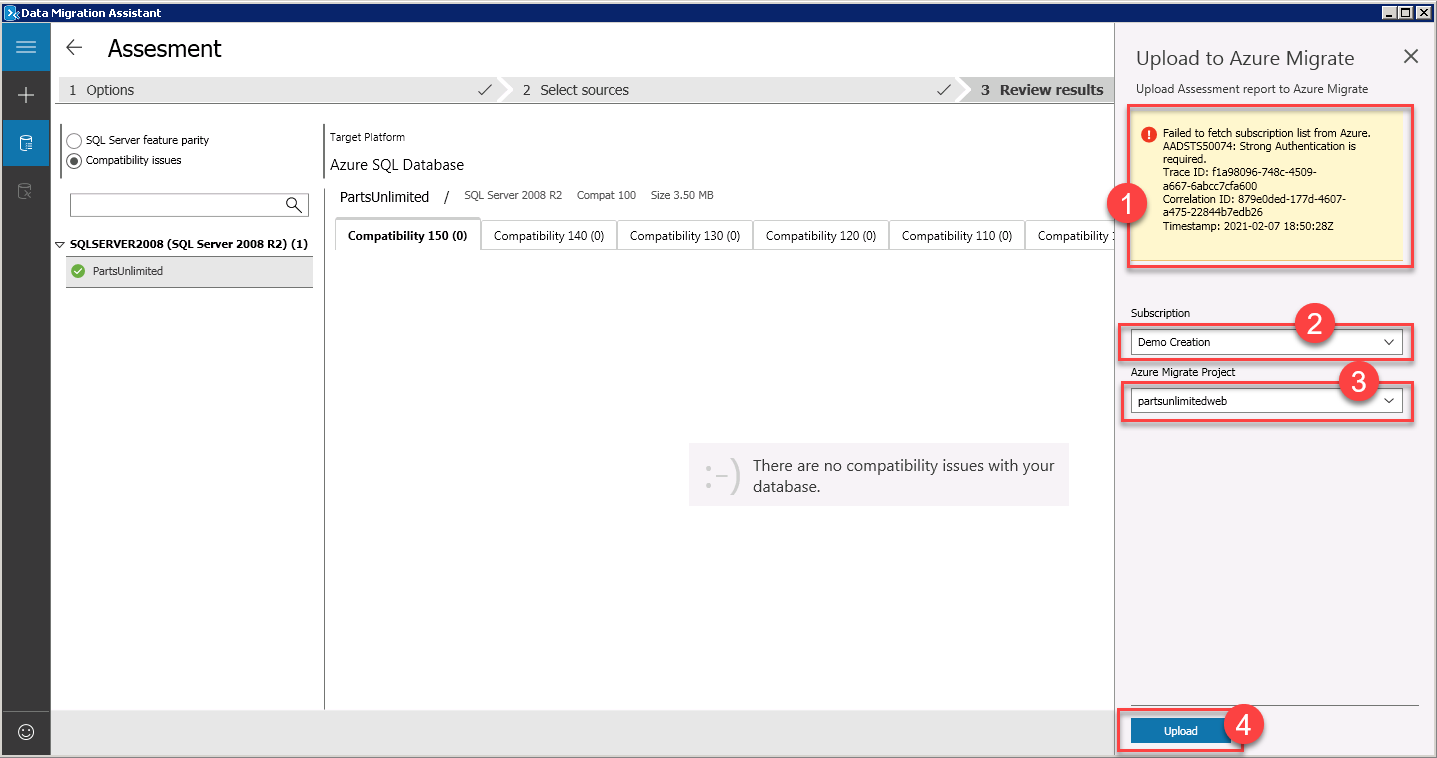 Data Migration Assistant
Assesment
1 Options
2 Select sources
3 Review results
SQL Server feature parity
Compatibility issues
SQLSERVER2008 (SQL Server 2008 R2) (1)
PartsUnlimited
Target Platform
Azure SQL Database
PartsUnlimited / SQL Server 2008 R2 Compat 100 Size 3.50 MB
Compatibility 150 (0) Compatibility 140 (0) Compatibility 130 (0) Compatibility 120 (0) Compatibility 110 (0) Compatibility
:-) There are no compatibility issues with your
database.
Upload to Azure Migrate
Upload Assessment report to Azure Migrate
Failed to fetch subscription list from Azure.
AADSTS50074: Strong Authentication is
required.
Trace ID: f1a98096-748c-4509-
a667-6abcc7cfa600
Correlation ID: 879e0ded-177d-4607-
a475-22844b7edb26
Timestamp: 2021-02-07 18:50:28Z
1
Subscription
2
Demo Creation
Azure Migrate Project
3
partsunlimitedweb
Upload
4